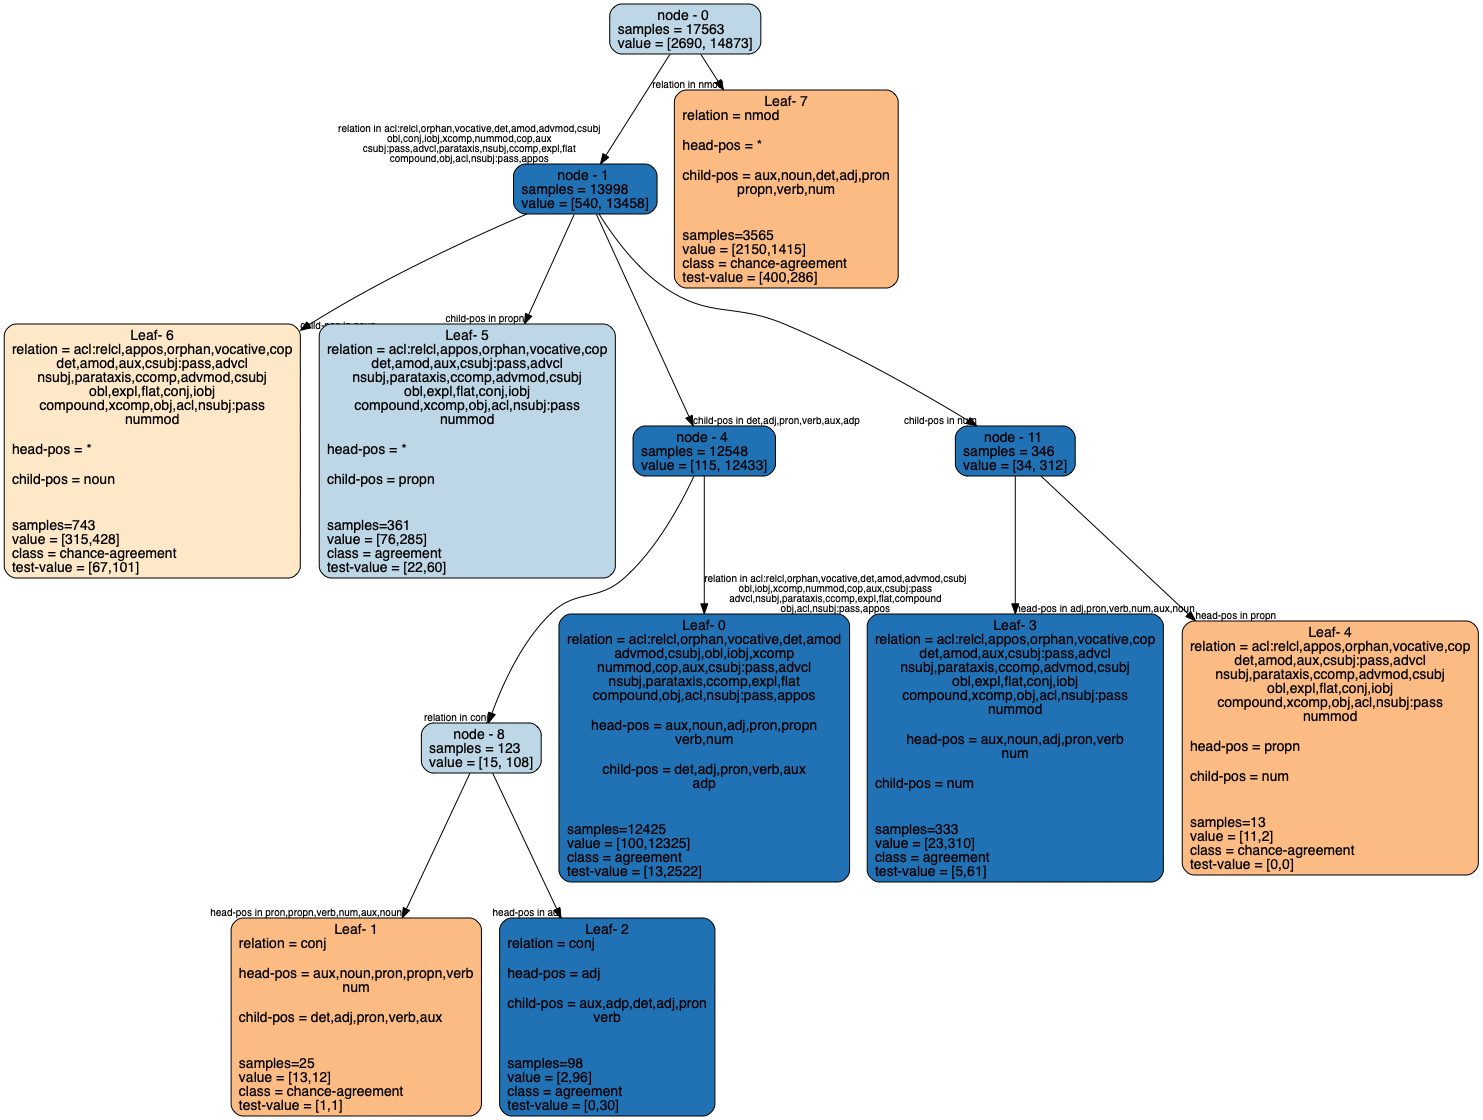 node - 0
samples = 17563
value = [2690, 14873]
relation in nmod
Leaf- 7
relation = nmod
head-pos = *
child-pos = aux,noun,det,adj,pron
propn,verb,num
samples=3565
value = [2150,1415]
class = chance-agreement
test-value = [400,286]
relation in acl:relcl,orphan,vocative,det,amod,advmod,csubj
obl,conj,iobj,xcomp,nummod,cop,aux
csubj:pass,advcl,parataxis,nsubj,ccomp,expl,flat
compound,obj,acl,nsubj:pass,appos
node - 1
samples = 13998
value = [540, 13458]
child-pos in noun
Leaf- 6
relation = acl:relcl,appos,orphan,vocative,cop
det,amod,aux,csubj:pass,advcl
nsubj,parataxis,ccomp,advmod,csubj
obl,expl,flat,conj,iobj
compound,xcomp,obj,acl,nsubj:pass
nummod
head-pos = *
child-pos = noun
samples=743
value = [315,428]
class = chance-agreement
test-value = [67,101]
child-pos in propn
Leaf- 5
relation = acl:relcl,appos,orphan,vocative,cop
det,amod,aux,csubj:pass,advcl
nsubj,parataxis,ccomp,advmod,csubj
obl,expl,flat,conj,iobj
compound,xcomp,obj,acl,nsubj:pass
nummod
head-pos = *
child-pos = propn
samples=361
value = [76,285]
class = agreement
test-value = [22,60]
child-pos in det,adj,pron,verb,aux,adp
node - 4
samples = 12548
value = [115, 12433]
child-pos in num
node - 11
samples = 346
value = [34, 312]
relation in acl:relcl,orphan,vocative,det,amod,advmod,csubj
obl,iobj,xcomp,nummod,cop,aux,csubj:pass
advcl,nsubj,parataxis,ccomp,expl,flat,compound
obj,acl,nsubj:pass,appos
Leaf- 0
relation = acl:relcl,orphan,vocative,det,amod
advmod,csubj,obl,iobj,xcomp
nummod,cop,aux,csubj:pass,advcl
nsubj,parataxis,ccomp,expl,flat
compound,obj,acl,nsubj:pass,appos
head-pos = aux,noun,adj,pron,propn
verb,num
child-pos = det,adj,pron,verb,aux
adp
samples=12425
value = [100,12325]
class = agreement
test-value = [13,2522]
head-pos in adj,pron,verb,num,aux,noun
Leaf- 3
relation = acl:relcl,appos,orphan,vocative,cop
det,amod,aux,csubj:pass,advcl
nsubj,parataxis,ccomp,advmod,csubj
obl,expl,flat,conj,iobj
compound,xcomp,obj,acl,nsubj:pass
nummod
head-pos = aux,noun,adj,pron,verb
num
child-pos = num
samples=333
value = [23,310]
class = agreement
test-value = [5,61]
head-pos in propn
Leaf- 4
relation = acl:relcl,appos,orphan,vocative,cop
det,amod,aux,csubj:pass,advcl
nsubj,parataxis,ccomp,advmod,csubj
obl,expl,flat,conj,iobj
compound,xcomp,obj,acl,nsubj:pass
nummod
head-pos = propn
child-pos = num
samples=13
value = [11,2]
class = chance-agreement
test-value = [0,0]
relation in conj
node - 8
samples = 123
value = [15, 108]
head-pos in pron,propn,verb,num,aux,noun
Leaf- 1
relation = conj
head-pos = aux,noun,pron,propn,verb
num
child-pos = det,adj,pron,verb,aux
samples=25
value = [13,12]
class = chance-agreement
test-value = [1,1]
head-pos in adj
Leaf- 2
relation = conj
head-pos = adj
child-pos = aux,adp,det,adj,pron
verb
samples=98
value = [2,96]
class = agreement
test-value = [0,30]